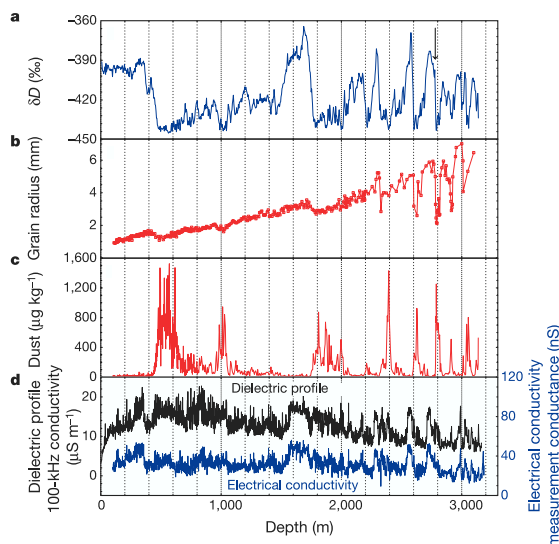 a
−360
−390
−420
−450
δD (‰)
b
6
4
2
Grain radius (mm)
c
1,600
1,200
800
400
0
Dust (μg kg⁻¹)
d
20
10
0
Dielectric profile
100-kHz conductivity
(μS m⁻¹)
Dielectric profile
Electrical conductivity
120
80
40
0
Electrical conductivity
measurement conductance (nS)
0
1,000
2,000
3,000
Depth (m)